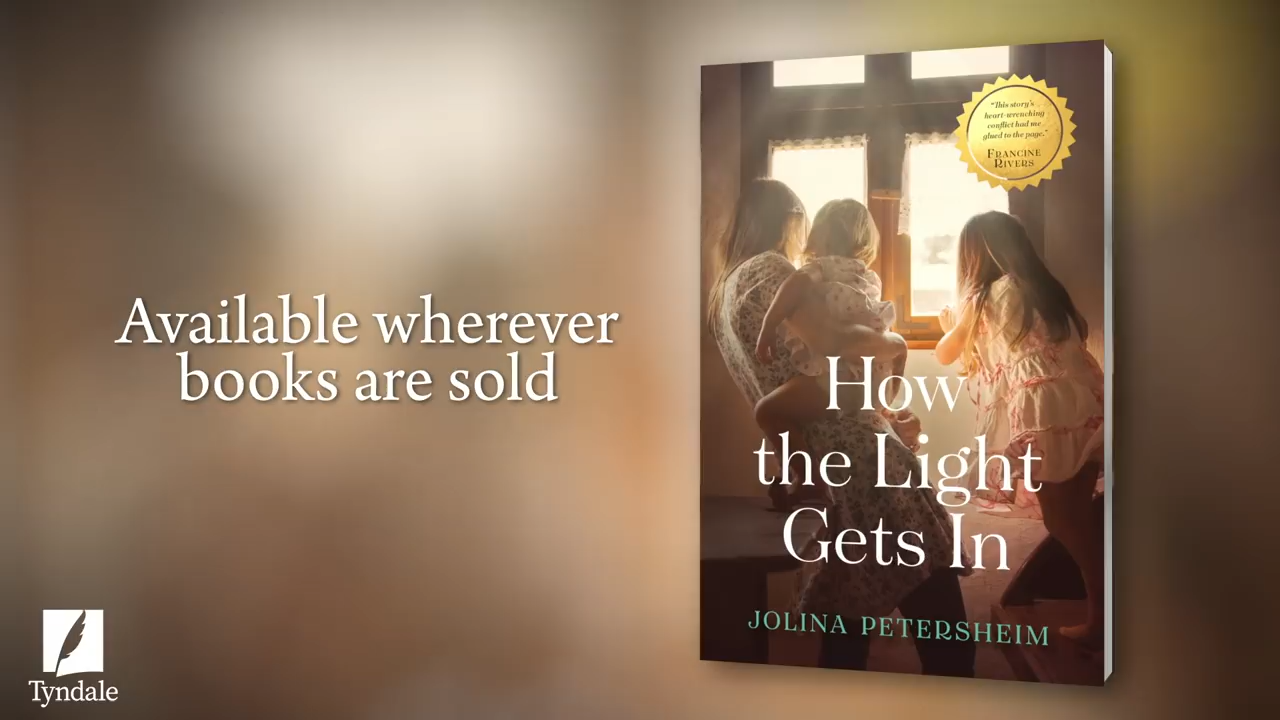 Available wherever
books are sold
Tyndale
"This story's
heart-wrenching
conflict had me
glued to the page."
FRANCINE
RIVERS
How
the Light
Gets In
JOLINA PETERSHEIM